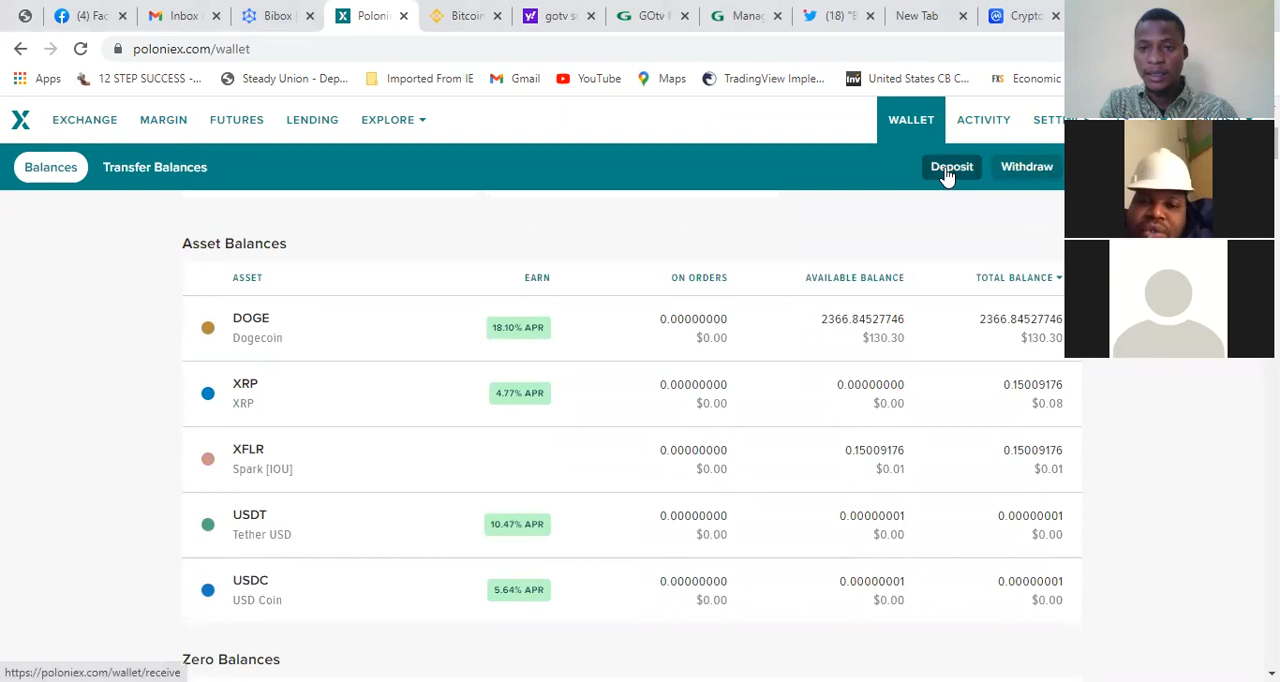 (4) Fac
Inbox
Bibox
Poloni
Bitcoin
gotv su
GOtv
Mana
(18) "B
New Tab
Crypto
poloniex.com/wallet
Apps
12 STEP SUCCESS -...
Steady Union - Dep...
Imported From IE
Gmail
YouTube
Maps
TradingView Imple...
Inv
United States CB C...
FXS
Economic
EXCHANGE
MARGIN
FUTURES
LENDING
EXPLORE
WALLET
ACTIVITY
Balances
Transfer Balances
Deposit
Withdraw
Asset Balances
ASSET EARN ON ORDERS AVAILABLE BALANCE TOTAL BALANCE
DOGE 18.10% APR 0.00000000 2366.84527746 2366.84527746
Dogecoin $0.00 $130.30 $130.30
XRP 4.77% APR 0.00000000 0.00000000 0.15009176
XRP $0.00 $0.00 $0.08
XFLR 0.00000000 0.15009176 0.15009176
Spark [IOU] $0.00 $0.01 $0.01
USDT 10.47% APR 0.00000000 0.00000001 0.00000001
Tether USD $0.00 $0.00 $0.00
USDC 5.64% APR 0.00000000 0.00000001 0.00000001
USD Coin $0.00 $0.00 $0.00
Zero Balances
https://poloniex.com/wallet/receive